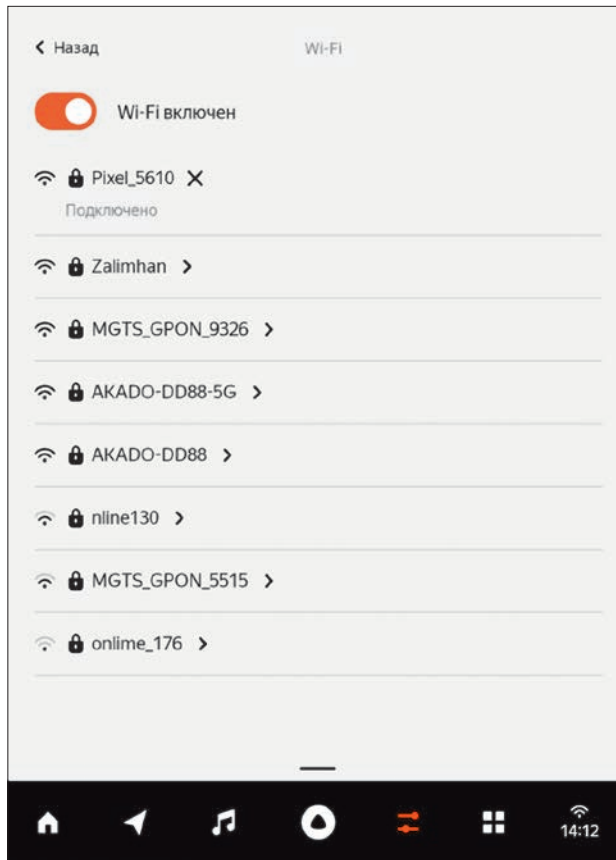 Назад
Wi-Fi
Wi-Fi включен
Pixel_5610
Подключено
Zalimhan
MGTS_GPON_9326
AKADO-DD88-5G
AKADO-DD88
nline130
MGTS_GPON_5515
onlime_176
14:12